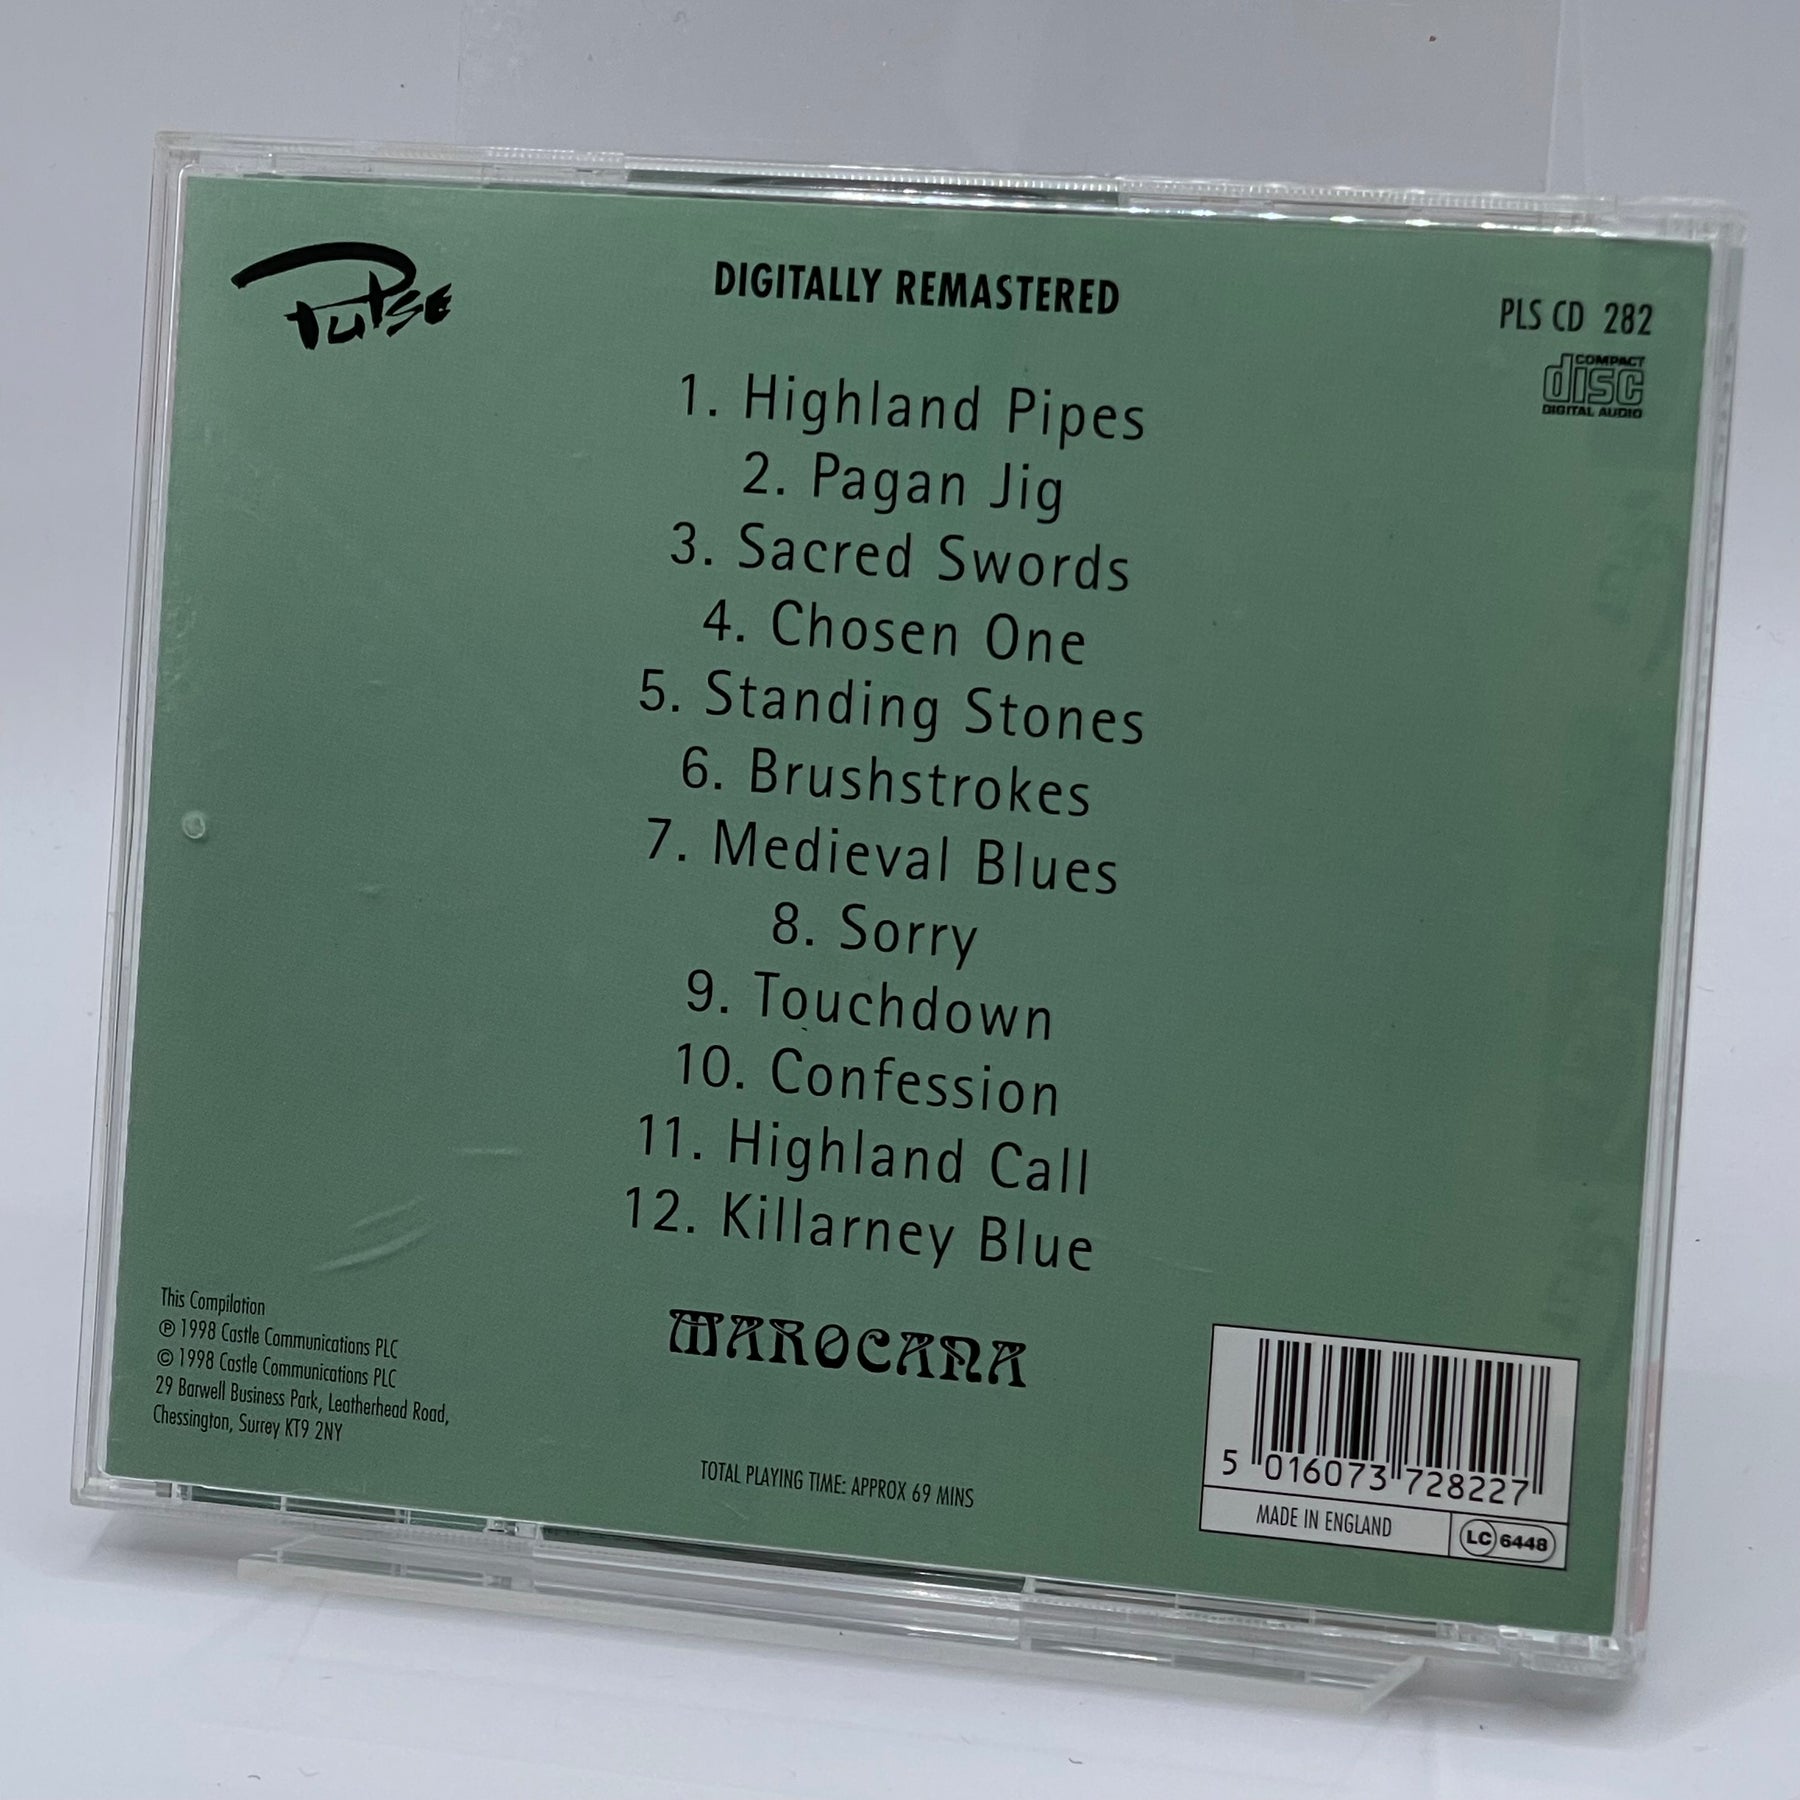 Pulse
DIGITALLY REMASTERED
PLS CD 282
COMPACT
disc
DIGITAL AUDIO
1. Highland Pipes
2. Pagan Jig
3. Sacred Swords
4. Chosen One
5. Standing Stones
6. Brushstrokes
7. Medieval Blues
8. Sorry
9. Touchdown
10. Confession
11. Highland Call
12. Killarney Blue
This Compilation
℗ 1998 Castle Communications PLC
© 1998 Castle Communications PLC
29 Barwell Business Park, Leatherhead Road,
Chessington, Surrey KT9 2NY
MAROCANA
TOTAL PLAYING TIME: APPROX 69 MINS
5 016073 728227
MADE IN ENGLAND
LC 6448